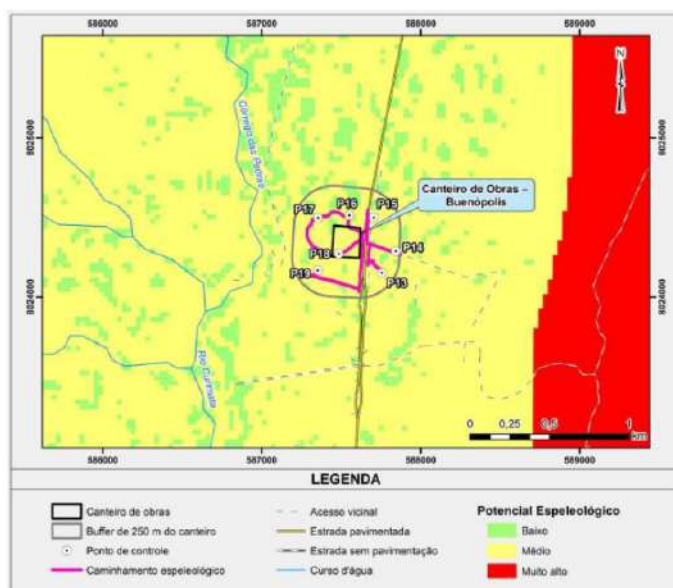 586000 587000 588000 589000
N
8025000 8025000
Córrego das Pedras
Canteiro de Obras –
Buenópolis
P17 P16 P15
P18 P14
P19 P13
8024000 8024000
Rio Curimataí
0 0,25 0,5 1
km
586000 587000 588000 589000
LEGENDA
Canteiro de obras
Buffer de 250 m do canteiro
Ponto de controle
Caminhamento espeleológico
Acesso vicinal
Estrada pavimentada
Estrada sem pavimentação
Curso d'água
Potencial Espeleológico
Baixo
Médio
Muito alto